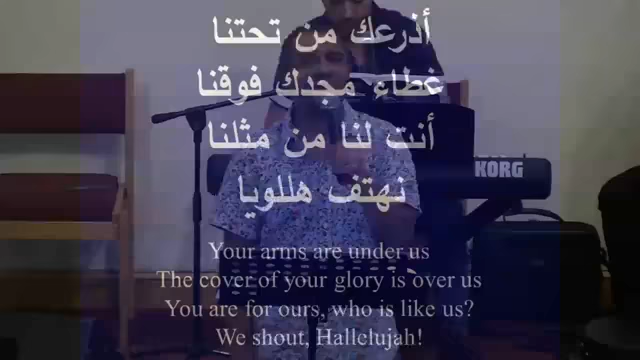 أذرعك من تحتنا
غطاء مجدك فوقنا
أنت لنا من مثلنا
نهتف هللويا
KORG
Your arms are under us
The cover of your glory is over us
You are for ours, who is like us?
We shout, Hallelujah!